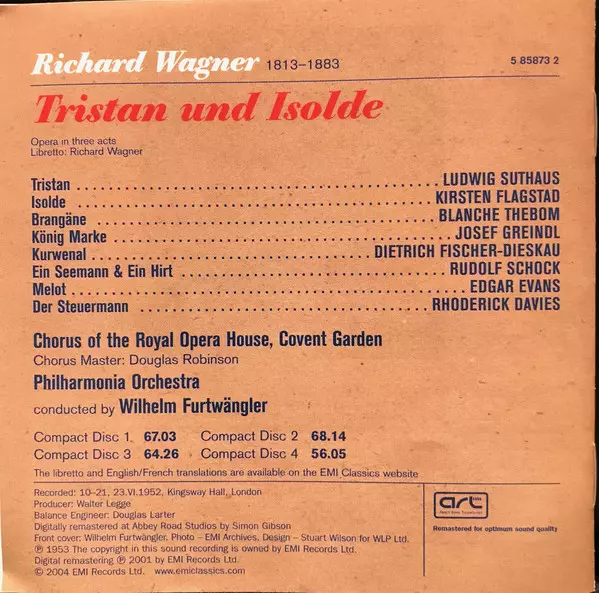 Richard Wagner 1813–1883 5 85873 2
Tristan und Isolde
Opera in three acts
Libretto: Richard Wagner
Tristan ........................................ LUDWIG SUTHAUS
Isolde ........................................ KIRSTEN FLAGSTAD
Brangäne ........................................ BLANCHE THEBOM
König Marke ........................................ JOSEF GREINDL
Kurwenal ........................................ DIETRICH FISCHER-DIESKAU
Ein Seemann & Ein Hirt ........................................ RUDOLF SCHOCK
Melot ........................................ EDGAR EVANS
Der Steuermann ........................................ RHODERICK DAVIES
Chorus of the Royal Opera House, Covent Garden
Chorus Master: Douglas Robinson
Philharmonia Orchestra
conducted by Wilhelm Furtwängler
Compact Disc 1 67.03 Compact Disc 2 68.14
Compact Disc 3 64.26 Compact Disc 4 56.05
The libretto and English/French translations are available on the EMI Classics website
Recorded: 10–21, 23.VI.1952, Kingsway Hall, London
Producer: Walter Legge
Balance Engineer: Douglas Larter
Digitally remastered at Abbey Road Studios by Simon Gibson
Front cover: Wilhelm Furtwängler. Photo – EMI Archives, Design – Stuart Wilson for WLP Ltd.
℗ 1953 The copyright in this sound recording is owned by EMI Records Ltd.
Digital remastering ℗ 2001 by EMI Records Ltd.
© 2004 EMI Records Ltd. www.emiclassics.com
art
Remastered for optimum sound quality